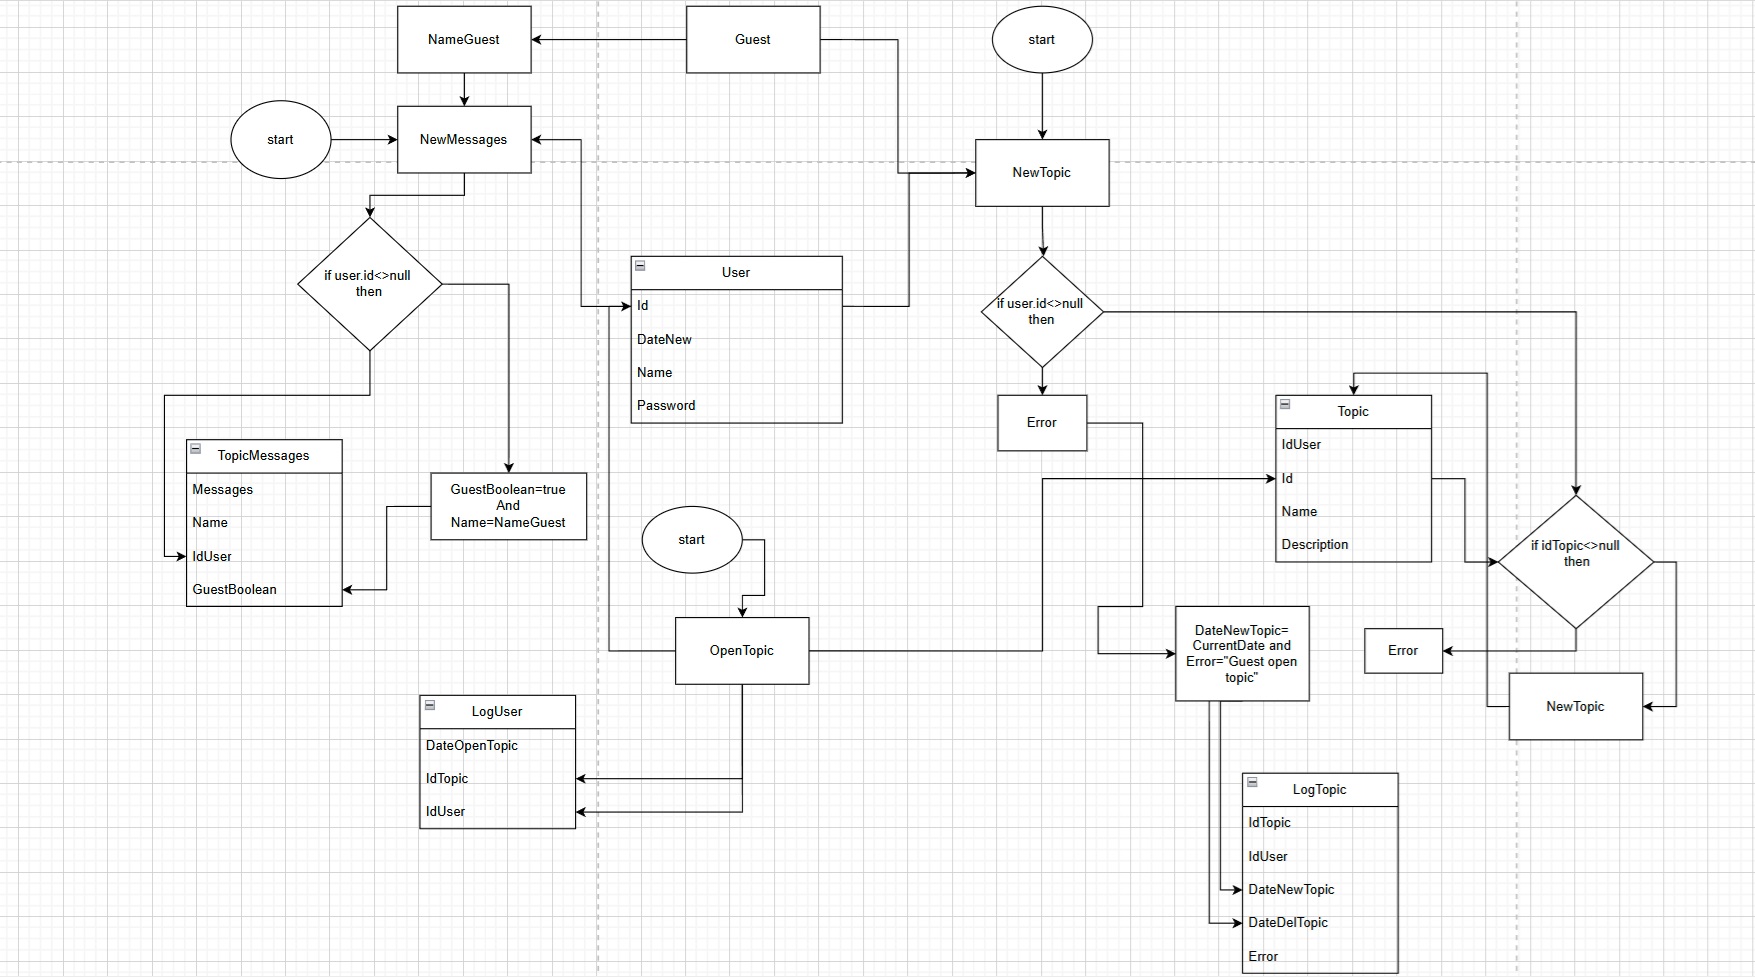 NameGuest
Guest
start
start
NewMessages
NewTopic
if user.id<>null
then
User
Id
DateNew
Name
Password
if user.id<>null
then
Error
Topic
IdUser
Id
Name
Description
TopicMessages
Messages
Name
IdUser
GuestBoolean
GuestBoolean=true
And
Name=NameGuest
start
if idTopic<>null
then
OpenTopic
DateNewTopic=
CurrentDate and
Error="Guest open
topic"
Error
NewTopic
LogUser
DateOpenTopic
IdTopic
IdUser
LogTopic
IdTopic
IdUser
DateNewTopic
DateDelTopic
Error